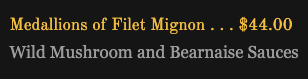 Medallions of Filet Mignon . . . $44.00
Wild Mushroom and Bearnaise Sauces